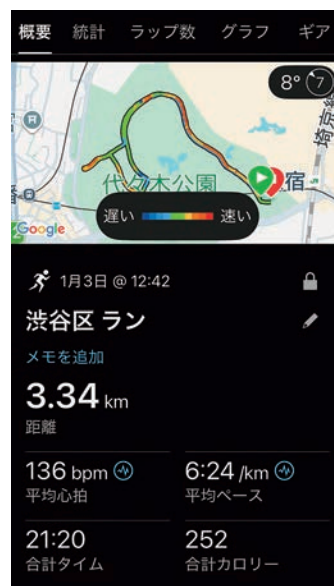 概要 統計 ラップ数 グラフ ギア
8° 7
代々木公園
宿
埼京線
遅い 速い
Google
1月3日 @ 12:42
渋谷区 ラン
メモを追加
3.34 km
距離
136 bpm 6:24 /km
平均心拍 平均ペース
21:20 252
合計タイム 合計カロリー